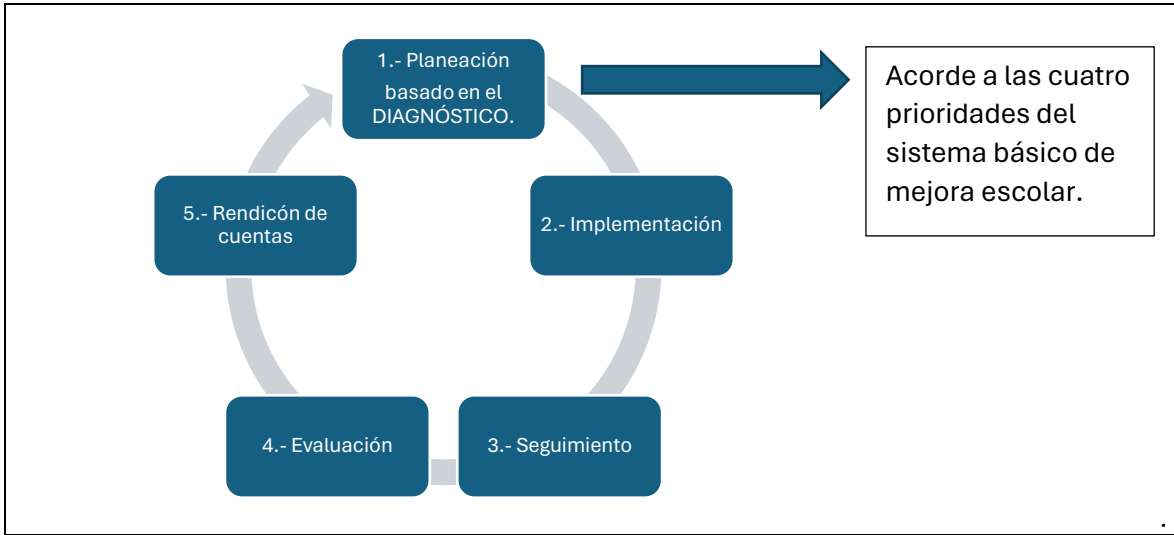 1.- Planeación
basado en el
DIAGNÓSTICO.
Acorde a las cuatro
prioridades del
sistema básico de
mejora escolar.
5.- Rendicón de
cuentas
2.- Implementación
4.- Evaluación
3.- Seguimiento
.